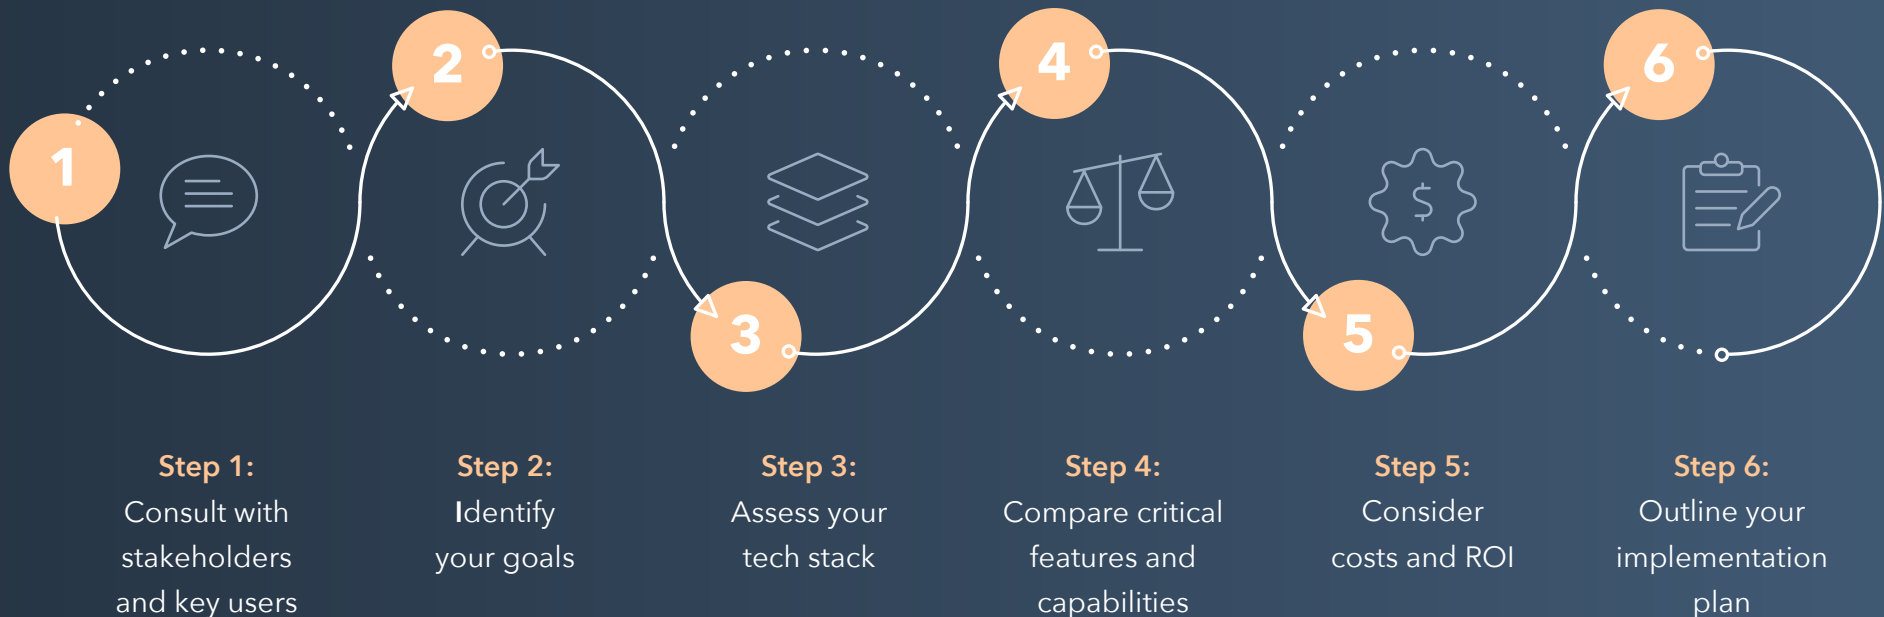 1
2
3
4
5
6
Step 1:
Consult with
stakeholders
and key users
Step 2:
Identify
your goals
Step 3:
Assess your
tech stack
Step 4:
Compare critical
features and
capabilities
Step 5:
Consider
costs and ROI
Step 6:
Outline your
implementation
plan
$